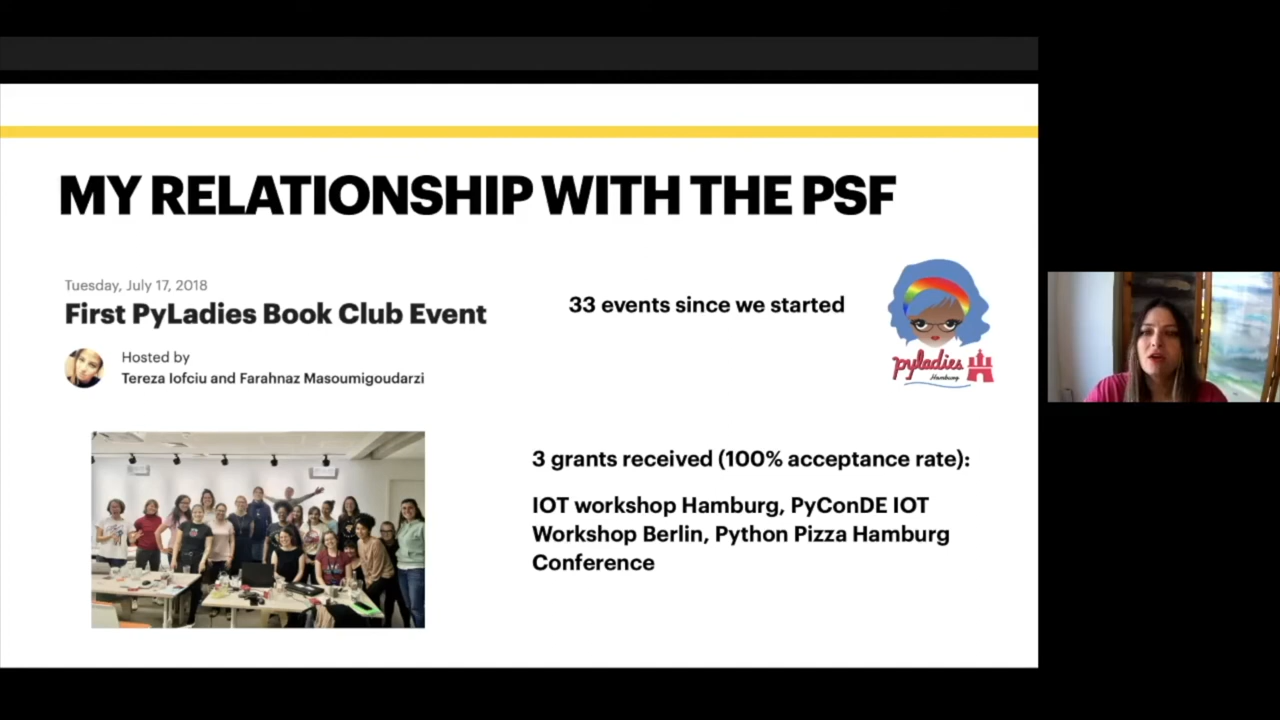 MY RELATIONSHIP WITH THE PSF
Tuesday, July 17, 2018
First PyLadies Book Club Event
Hosted by
Tereza Iofciu and Farahnaz Masoumigoudarzi
33 events since we started
pyladies
Hamburg
3 grants received (100% acceptance rate):
IOT workshop Hamburg, PyConDE IOT
Workshop Berlin, Python Pizza Hamburg
Conference